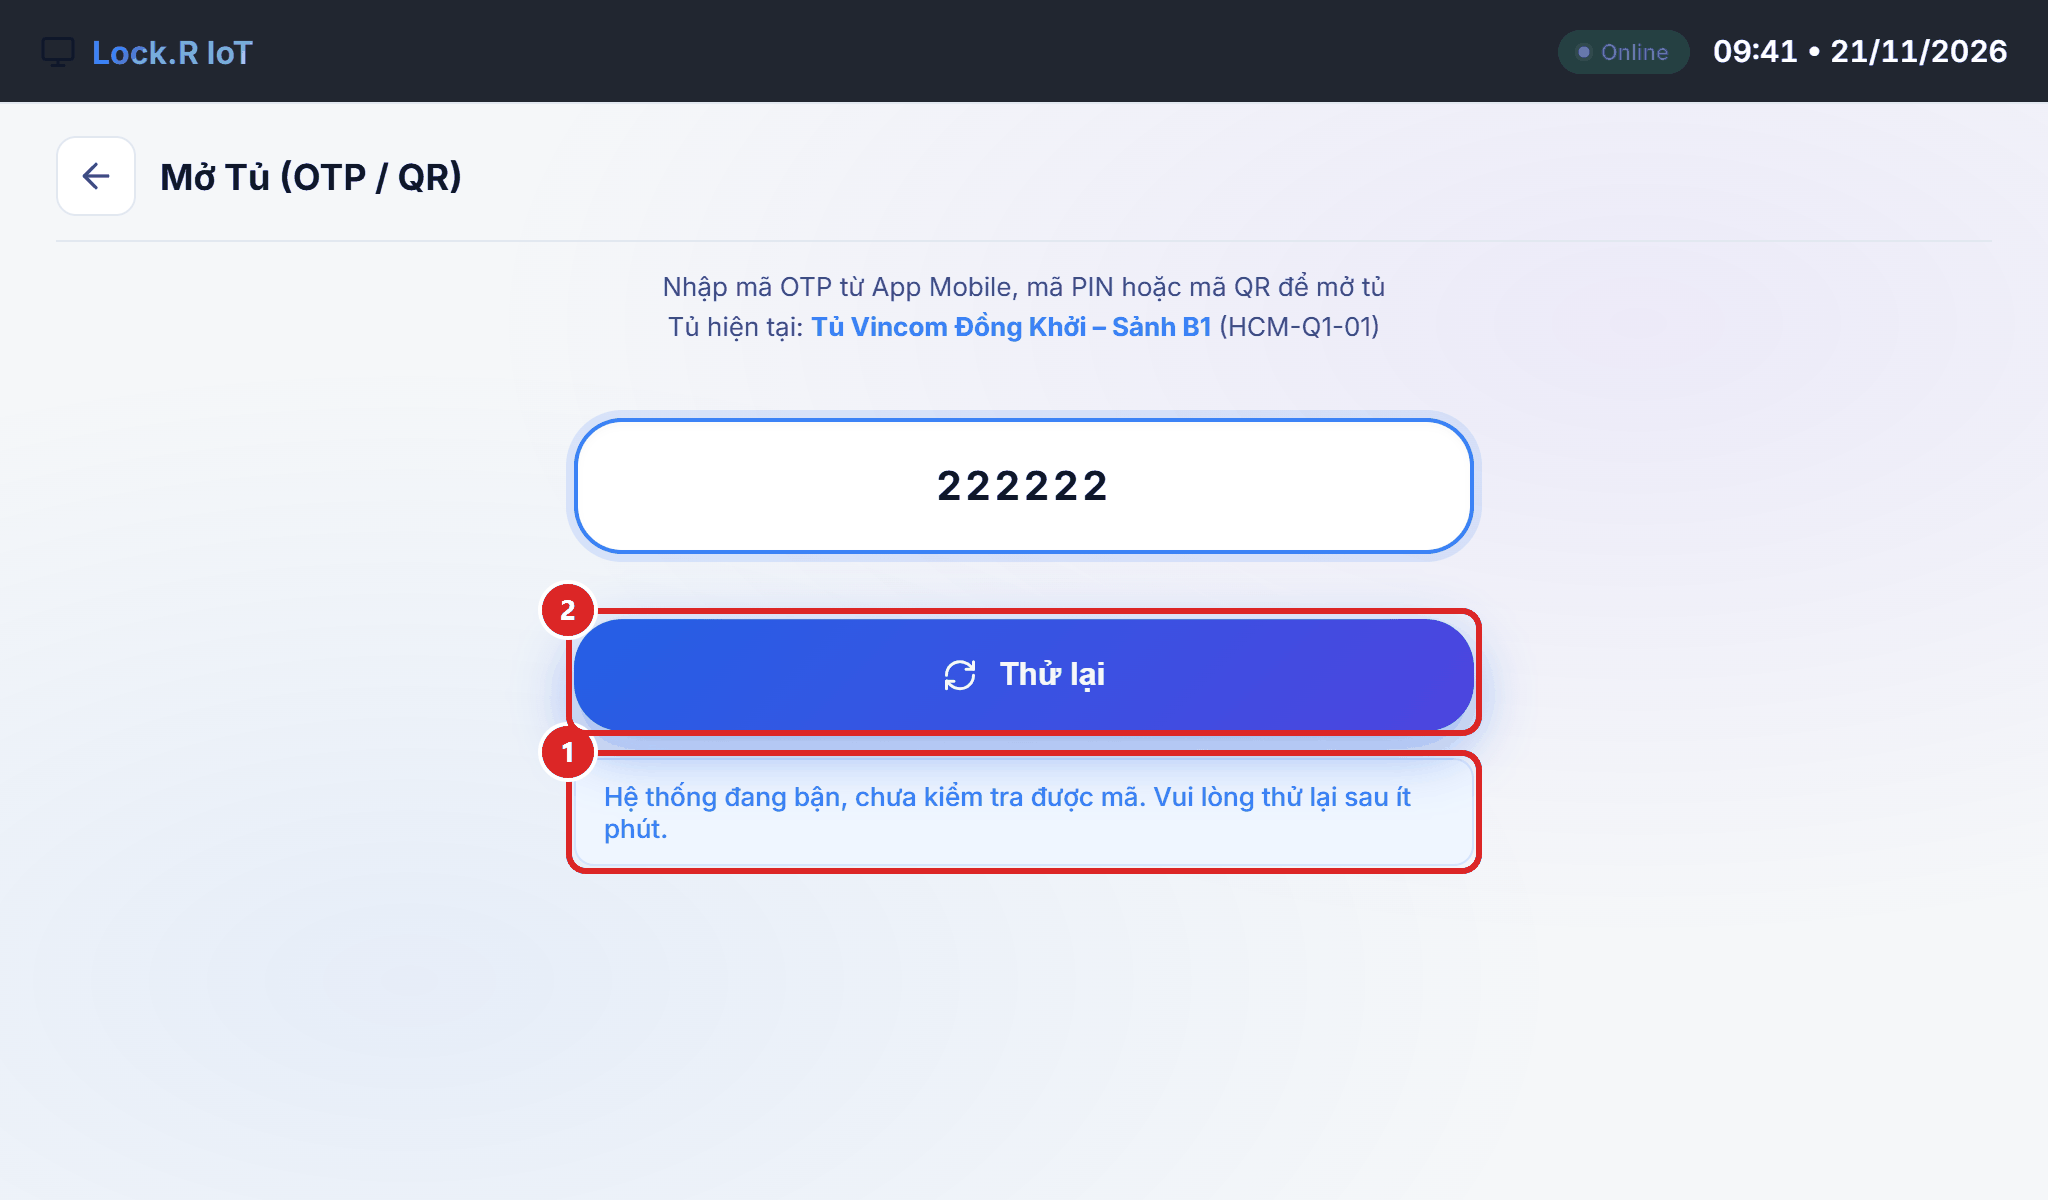 Lock.R IoT
Online
09:41 • 21/11/2026
Mở Tủ (OTP / QR)
Nhập mã OTP từ App Mobile, mã PIN hoặc mã QR để mở tủ
Tủ hiện tại: Tủ Vincom Đồng Khởi – Sảnh B1 (HCM-Q1-01)
222222
2
Thử lại
1
Hệ thống đang bận, chưa kiểm tra được mã. Vui lòng thử lại sau ít
phút.